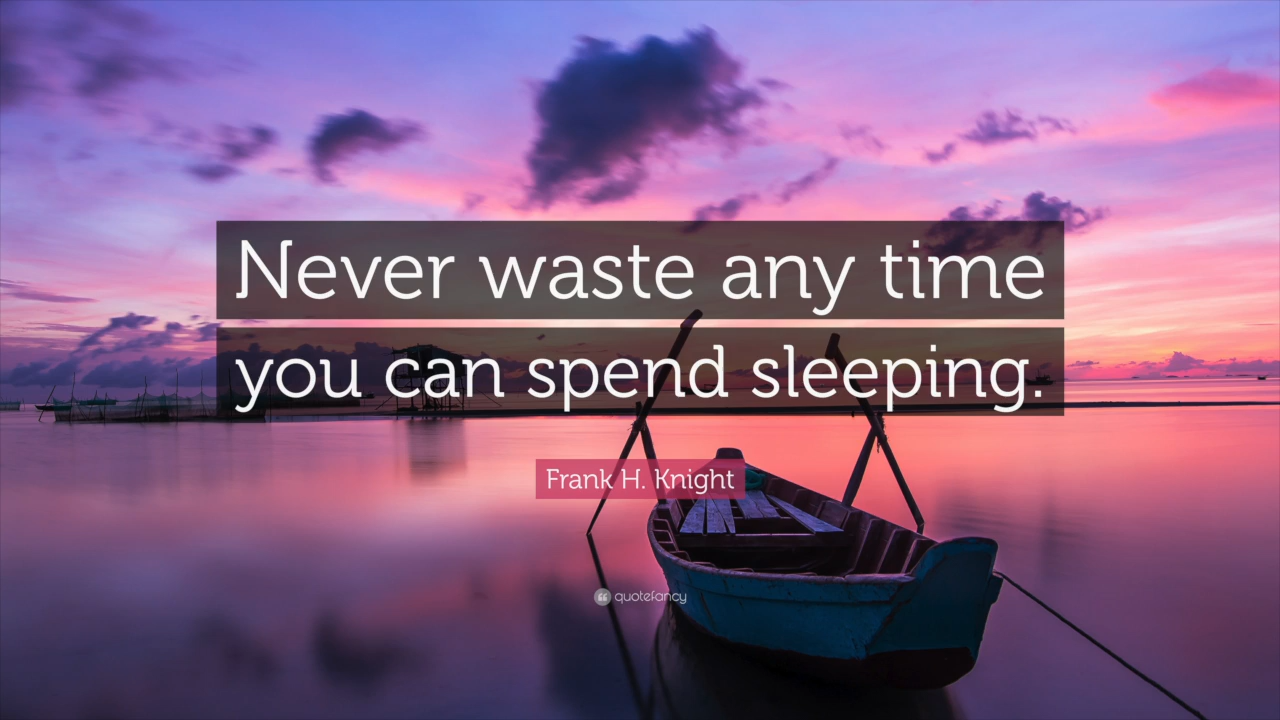 Never waste any time
you can spend sleeping.
Frank H. Knight
quotefancy